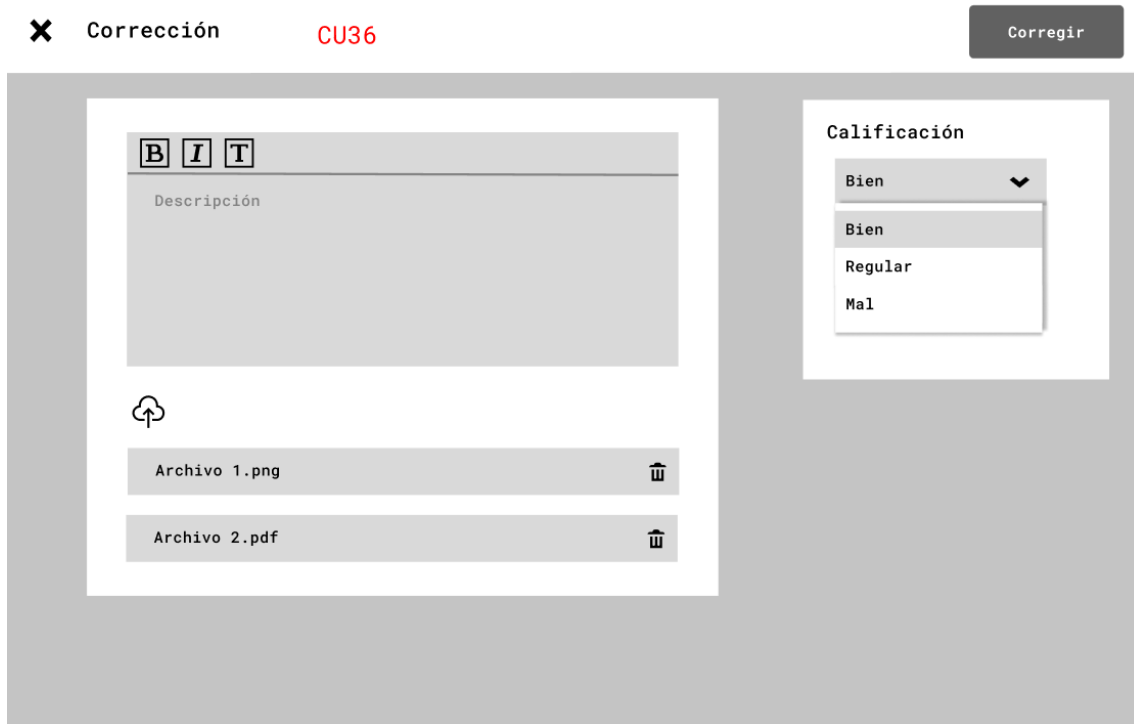 Corrección
CU36
Corregir
B I T
Descripción
Archivo 1.png
Archivo 2.pdf
Calificación
Bien
Bien
Regular
Mal